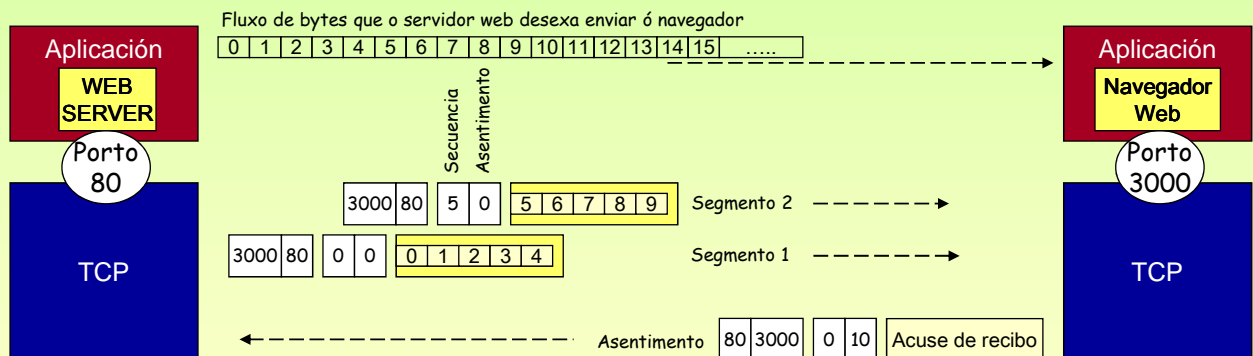 Fluxo de bytes que o servidor web desexa enviar ó navegador
0 1 2 3 4 5 6 7 8 9 10 11 12 13 14 15 .....
Aplicación
WEB
SERVER
Porto
80
TCP
Secuencia
Asentimento
3000 80 5 0 5 6 7 8 9 Segmento 2
3000 80 0 0 0 1 2 3 4 Segmento 1
Asentimento 80 3000 0 10 Acuse de recibo
Aplicación
Navegador
Web
Porto
3000
TCP